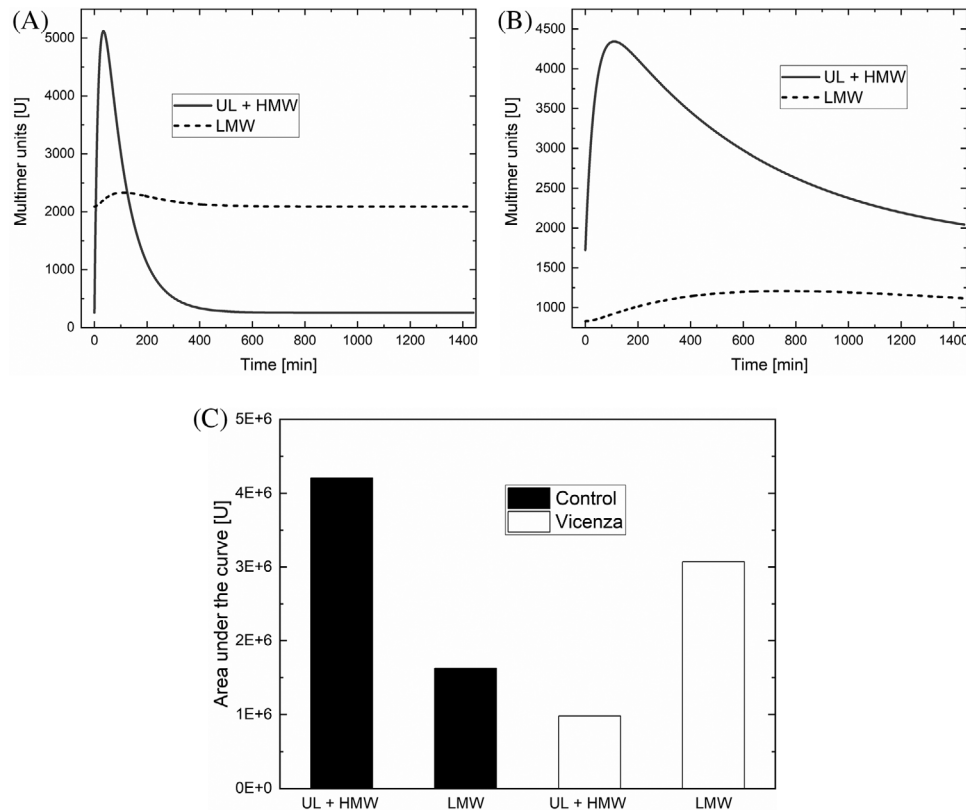 (A)
Multimer units [U]
5000
4000
3000
2000
1000
0
UL + HMW
LMW
0 200 400 600 800 1000 1200 1400
Time [min]
(B)
Multimer units [U]
4500
4000
3500
3000
2500
2000
1500
1000
UL + HMW
LMW
0 200 400 600 800 1000 1200 1400
Time [min]
(C)
Area under the curve [U]
5E+6
4E+6
3E+6
2E+6
1E+6
0E+0
Control
Vicenza
UL + HMW LMW UL + HMW LMW